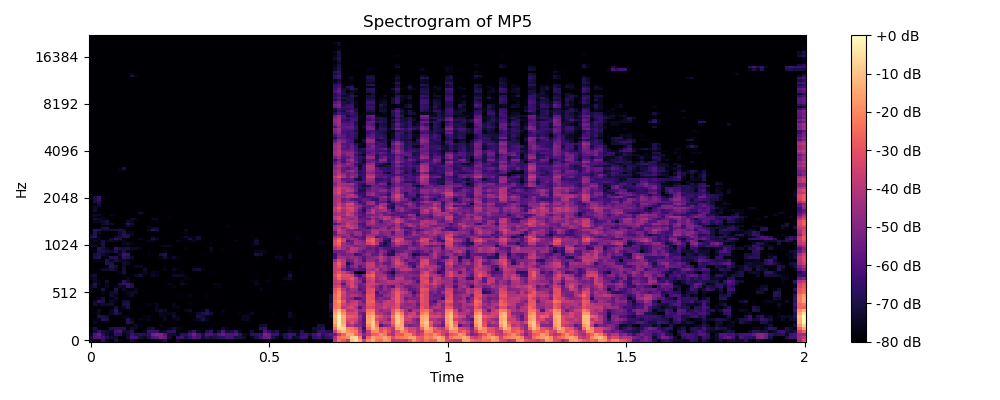 Spectrogram of MP5
16384
8192
4096
2048
1024
512
0
Hz
0
0.5
1
1.5
2
Time
+0 dB
-10 dB
-20 dB
-30 dB
-40 dB
-50 dB
-60 dB
-70 dB
-80 dB